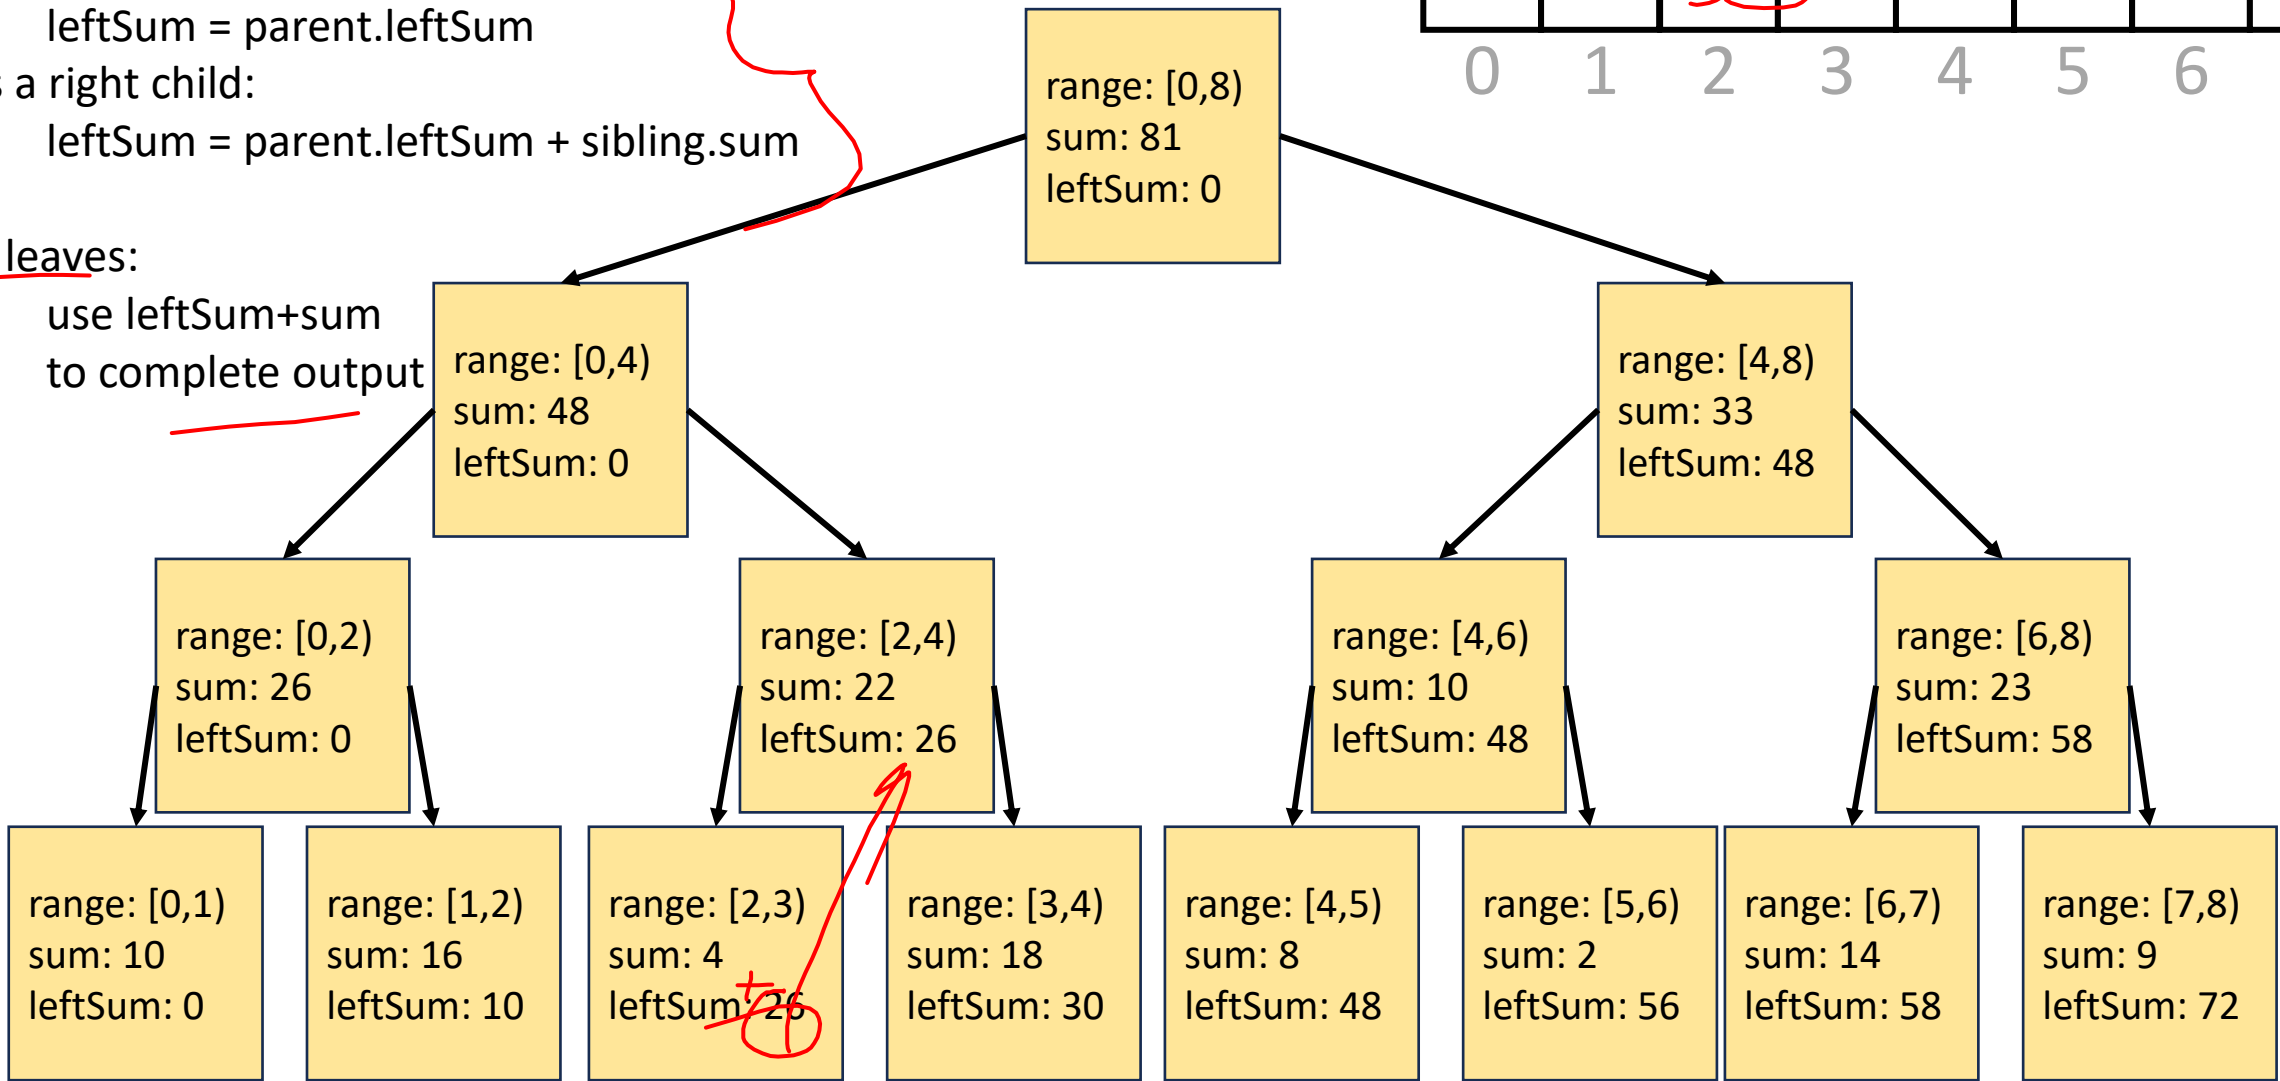 leftSum = parent.leftSum
a right child:
leftSum = parent.leftSum + sibling.sum
leaves:
use leftSum+sum
to complete output
0 1 2 3 4 5 6
range: [0,8)
sum: 81
leftSum: 0
range: [0,4)
sum: 48
leftSum: 0
range: [4,8)
sum: 33
leftSum: 48
range: [0,2)
sum: 26
leftSum: 0
range: [2,4)
sum: 22
leftSum: 26
range: [4,6)
sum: 10
leftSum: 48
range: [6,8)
sum: 23
leftSum: 58
range: [0,1)
sum: 10
leftSum: 0
range: [1,2)
sum: 16
leftSum: 10
range: [2,3)
sum: 4
+
leftSum: 26
range: [3,4)
sum: 18
leftSum: 30
range: [4,5)
sum: 8
leftSum: 48
range: [5,6)
sum: 2
leftSum: 56
range: [6,7)
sum: 14
leftSum: 58
range: [7,8)
sum: 9
leftSum: 72